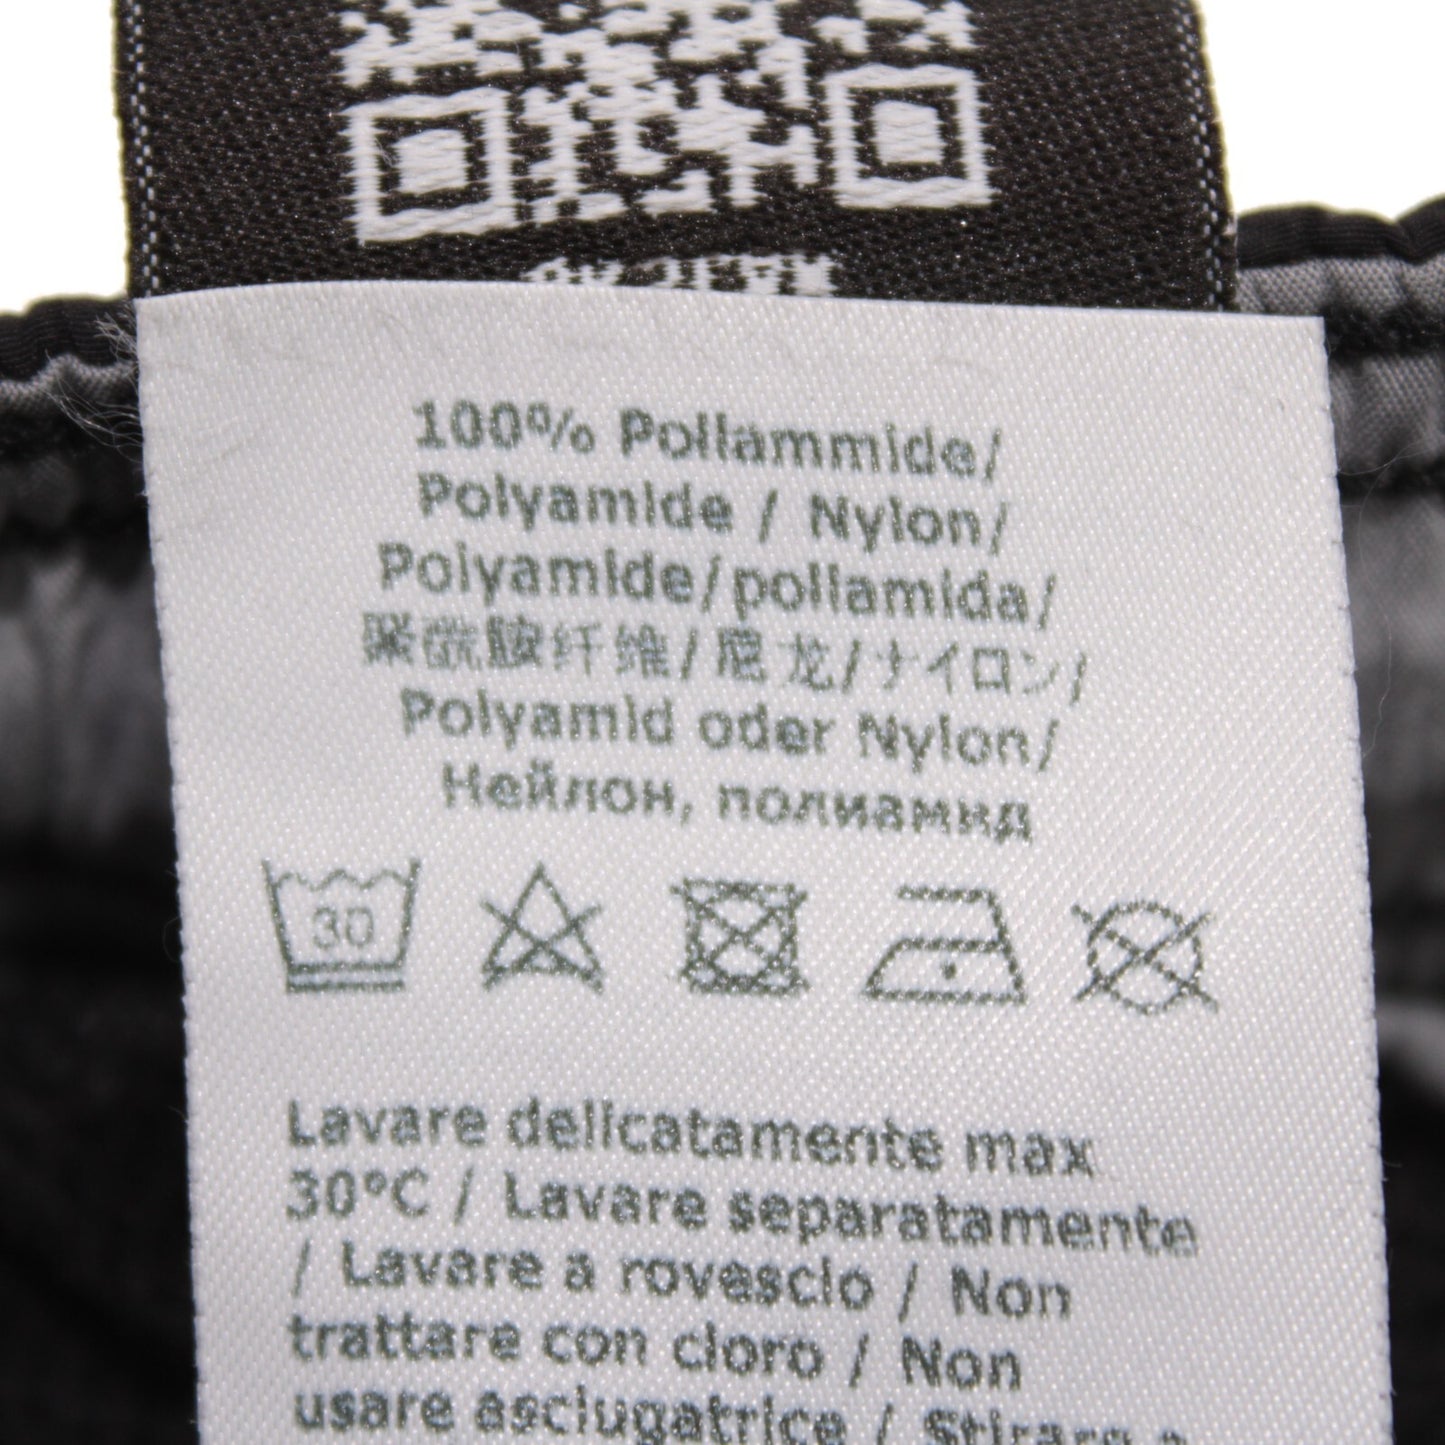 100% Poliammide/
Polyamide / Nylon/
Polyamide/poliamida/
聚酰胺纤维/尼龙/ナイロン/
Polyamid oder Nylon/
Нейлон, полиамид
30
Lavare delicatamente max
30°C / Lavare separatamente
/ Lavare a rovescio / Non
trattare con cloro / Non
usare asciugatrice / Stirare a